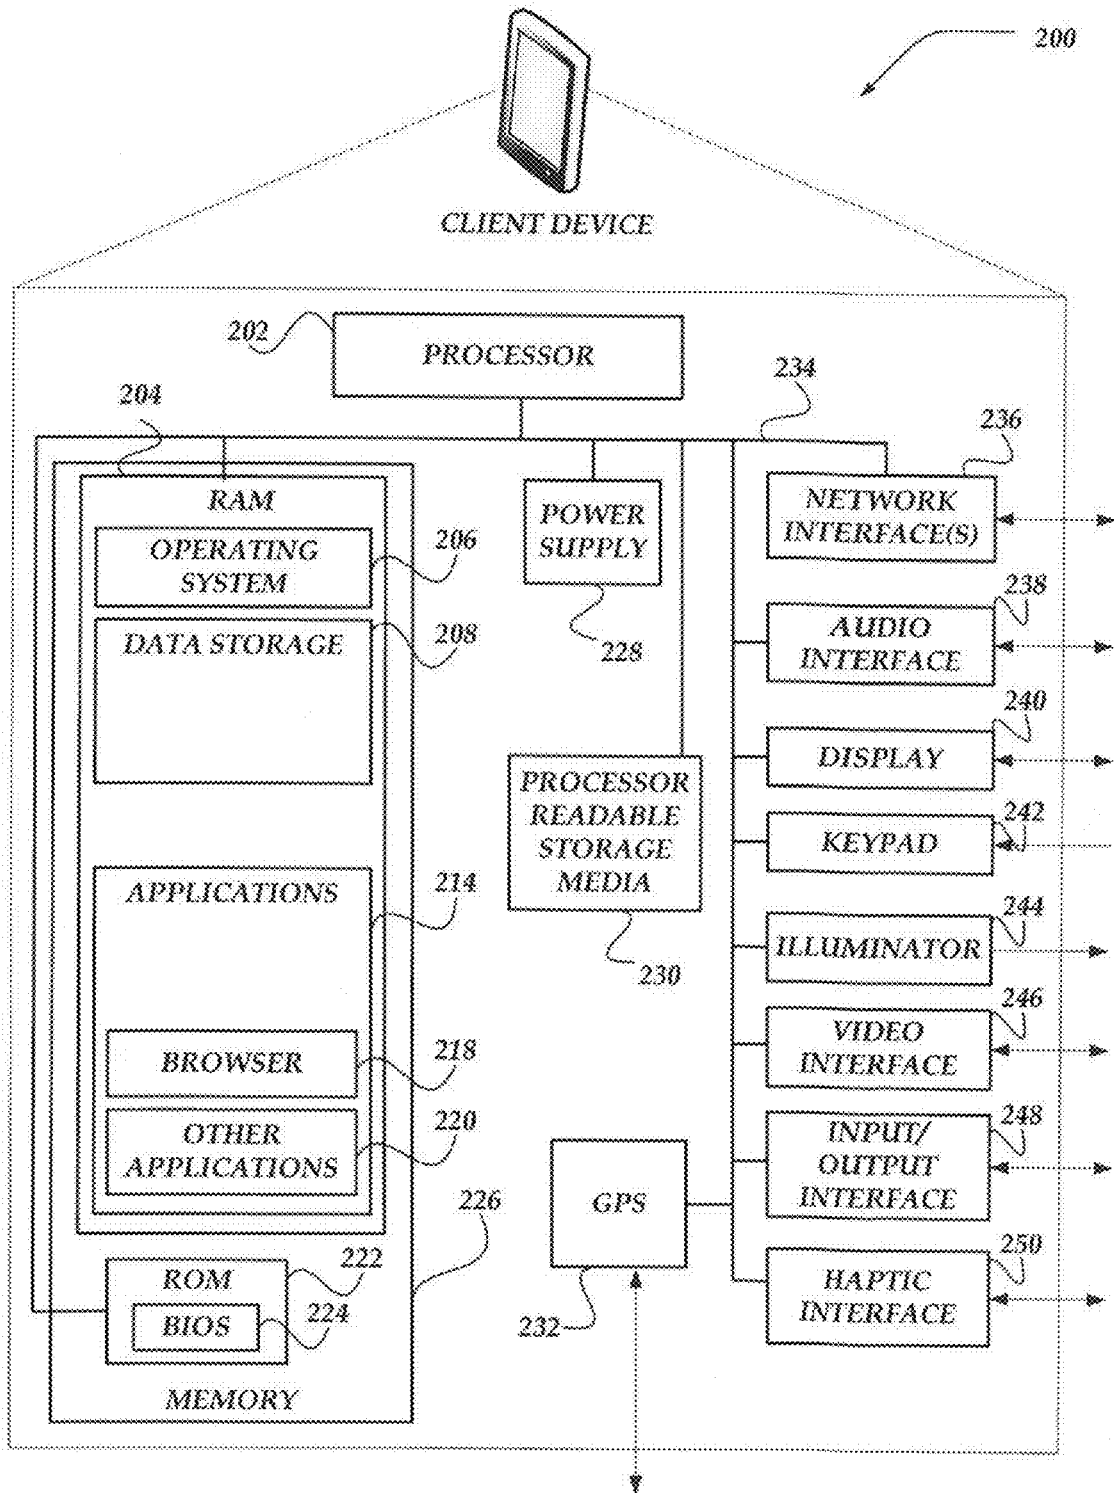 200
CLIENT DEVICE
202
PROCESSOR
234
204
236
RAM
OPERATING
SYSTEM
206
DATA STORAGE
208
POWER
SUPPLY
228
NETWORK
INTERFACE(S)
238
AUDIO
INTERFACE
240
DISPLAY
PROCESSOR
READABLE
STORAGE
MEDIA
230
242
KEYPAD
APPLICATIONS
214
244
ILLUMINATOR
246
VIDEO
INTERFACE
BROWSER
218
OTHER
APPLICATIONS
220
248
INPUT/
OUTPUT
INTERFACE
GPS
232
226
250
HAPTIC
INTERFACE
ROM
222
BIOS
224
MEMORY